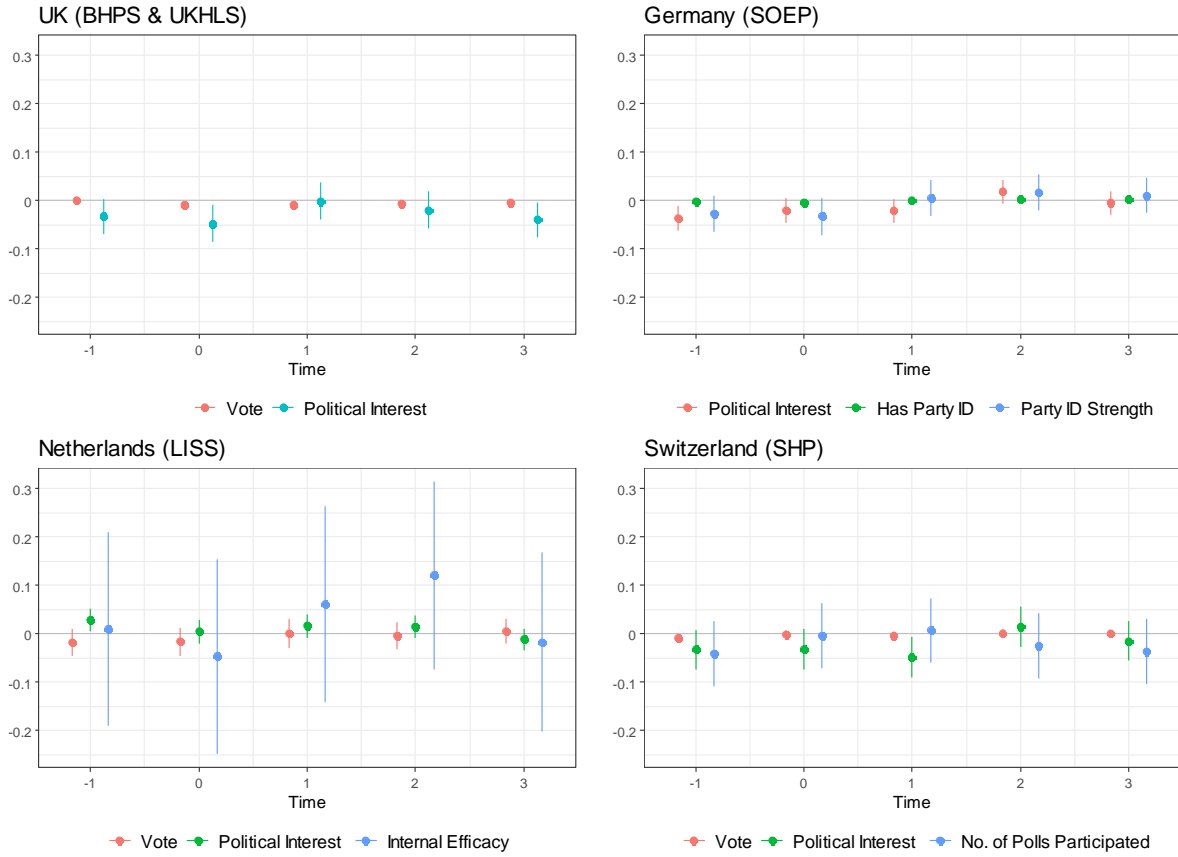 UK (BHPS & UKHLS)
0.3
0.2
0.1
0
-0.1
-0.2
-1 0 1 2 3
Time
Vote Political Interest
Germany (SOEP)
0.3
0.2
0.1
0
-0.1
-0.2
-1 0 1 2 3
Time
Political Interest Has Party ID Party ID Strength
Netherlands (LISS)
0.3
0.2
0.1
0
-0.1
-0.2
-1 0 1 2 3
Time
Vote Political Interest Internal Efficacy
Switzerland (SHP)
0.3
0.2
0.1
0
-0.1
-0.2
-1 0 1 2 3
Time
Vote Political Interest No. of Polls Participated